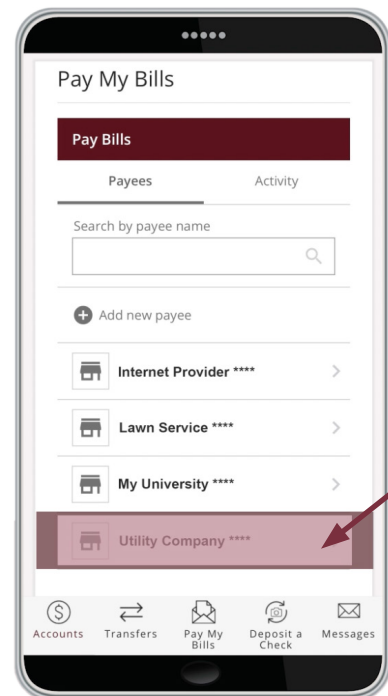 Pay My Bills
Pay Bills
Payees Activity
Search by payee name
Add new payee
Internet Provider ****
Lawn Service ****
My University ****
Utility Company ****
Accounts Transfers Pay My Bills Deposit a Check Messages